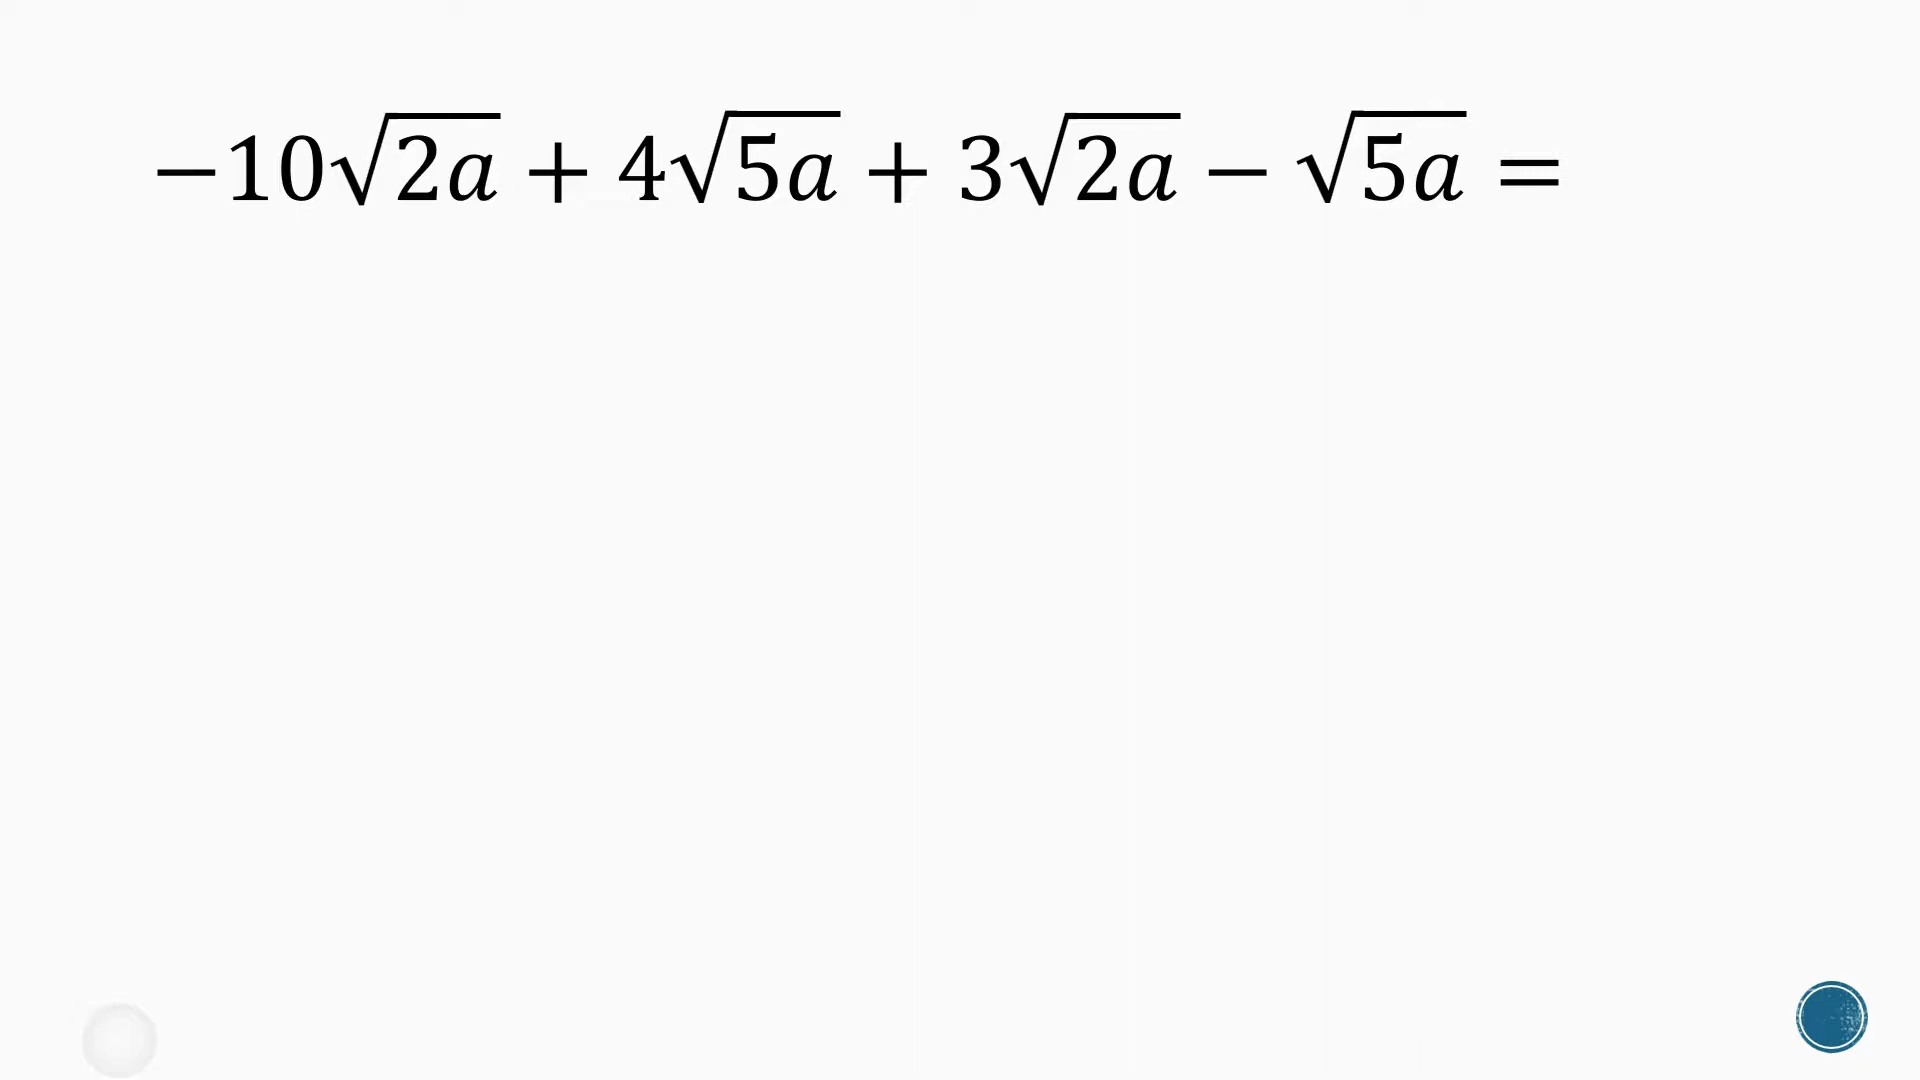 −10√2a + 4√5a + 3√2a − √5a =